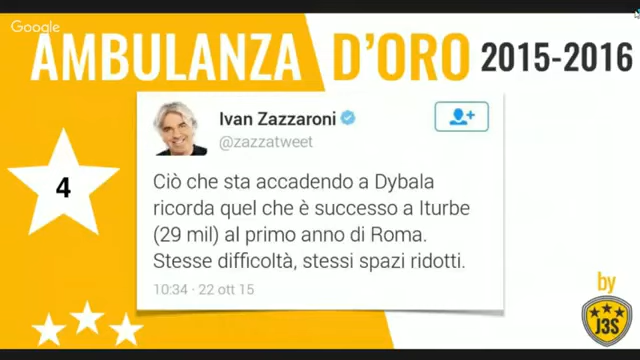 Google
AMBULANZA D'ORO 2015-2016
Ivan Zazzaroni
@zazzatweet
4
Ciò che sta accadendo a Dybala
ricorda quel che è successo a Iturbe
(29 mil) al primo anno di Roma.
Stesse difficoltà, stessi spazi ridotti.
10:34 · 22 ott 15
by
J3S